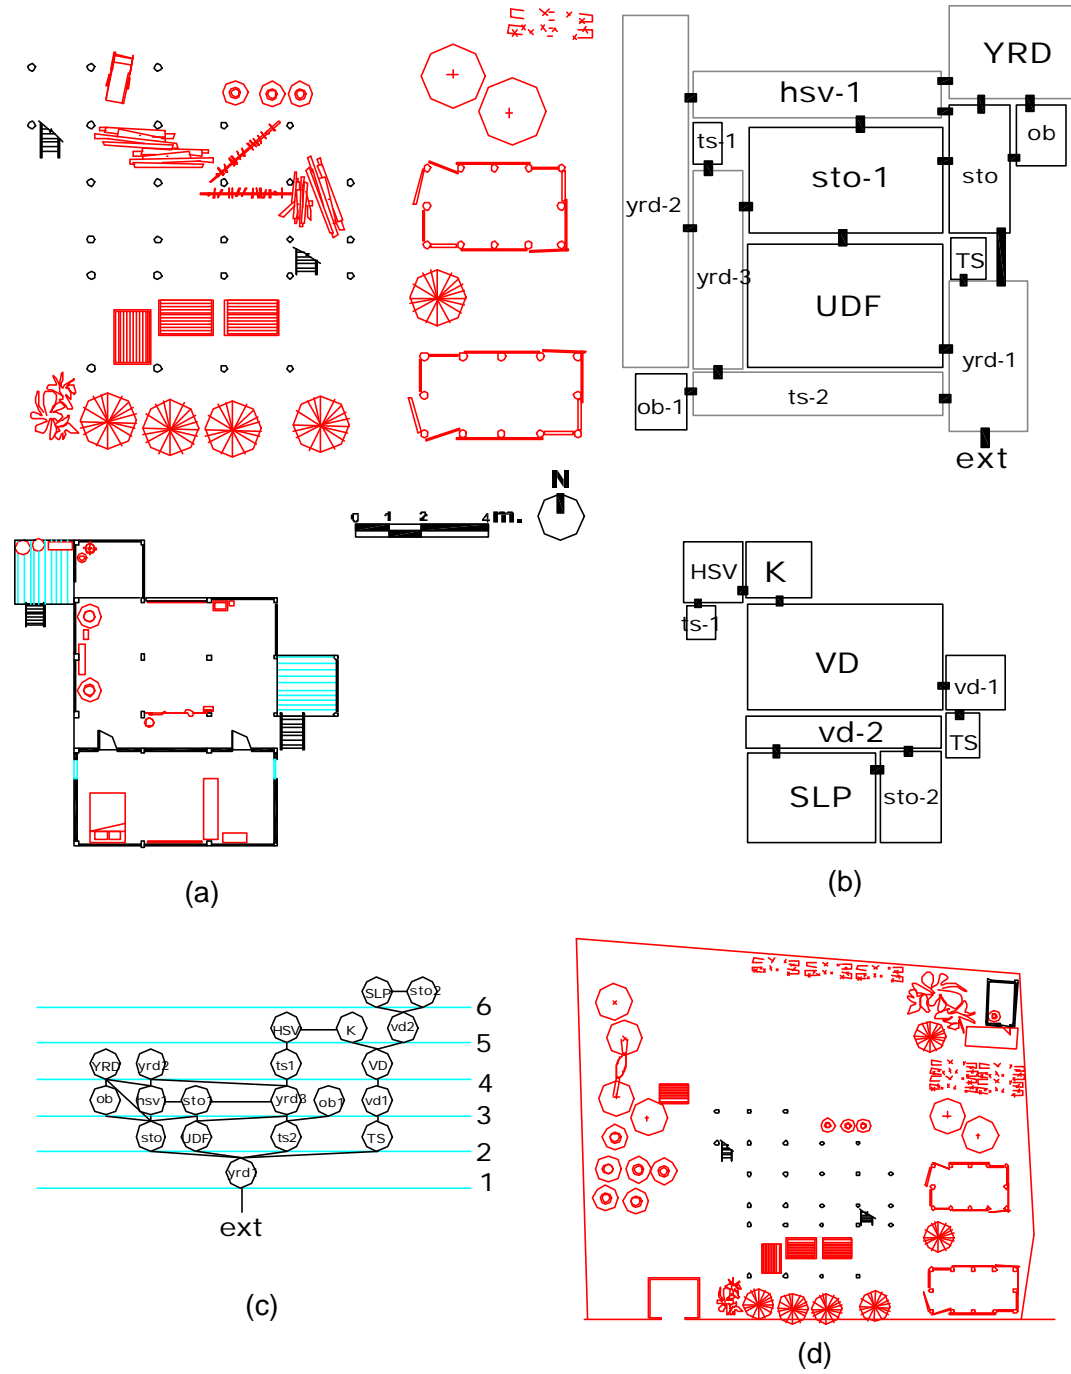 YRD
hsv-1
ts-1
ob
sto-1
sto
yrd-2
TS
yrd-3
UDF
yrd-1
ts-2
ob-1
ext
N
0 1 2 4 m.
HSV K
ts-1
VD
vd-1
vd-2
TS
SLP
sto-2
(a)
(b)
SLP sto2
6
HSV K vd2
5
YRD yrd2 ts1 VD
4
ob hsv1 sto1 yrd3 ob1 vd1
3
sto UDF ts2 TS
2
yrd1
1
ext
(c)
(d)